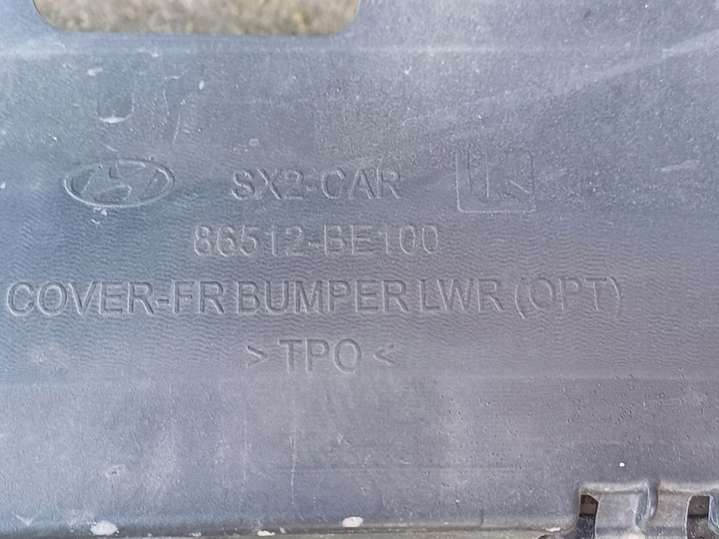 SX2-CAR
86512-BE100
COVER-FR BUMPER LWR (OPT)
>TPO<